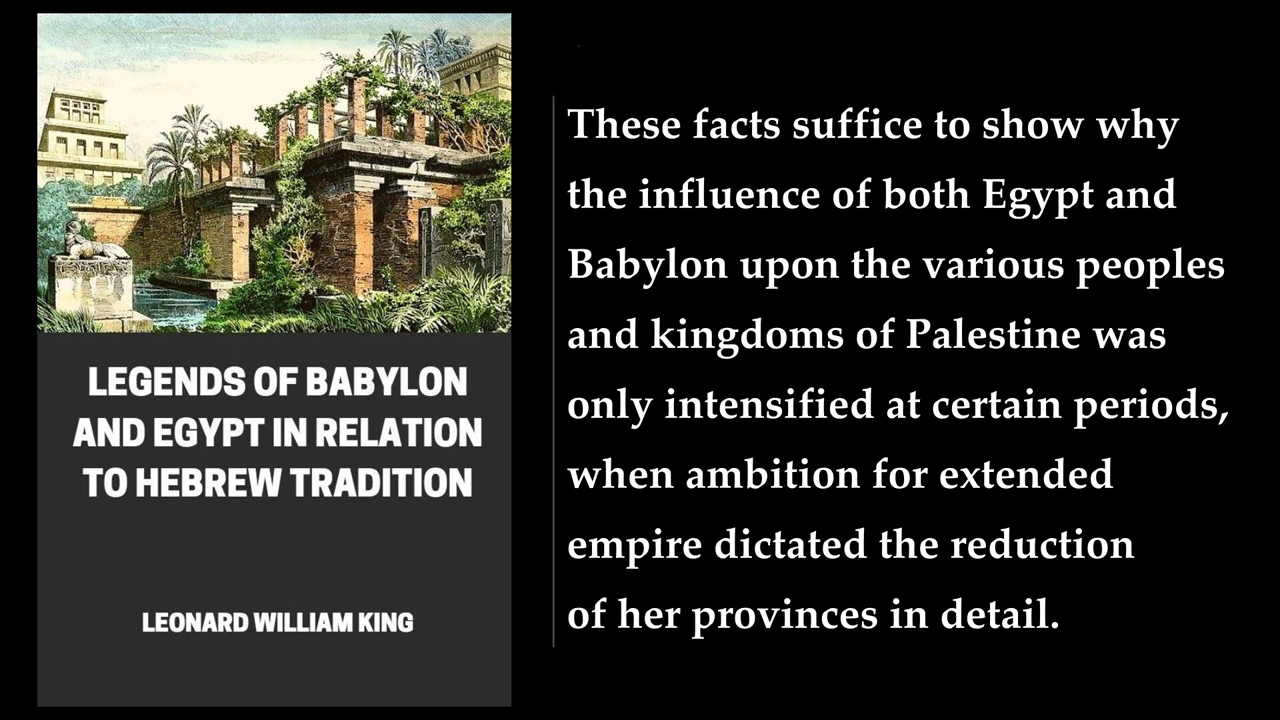 LEGENDS OF BABYLON
AND EGYPT IN RELATION
TO HEBREW TRADITION
LEONARD WILLIAM KING
These facts suffice to show why
the influence of both Egypt and
Babylon upon the various peoples
and kingdoms of Palestine was
only intensified at certain periods,
when ambition for extended
empire dictated the reduction
of her provinces in detail.